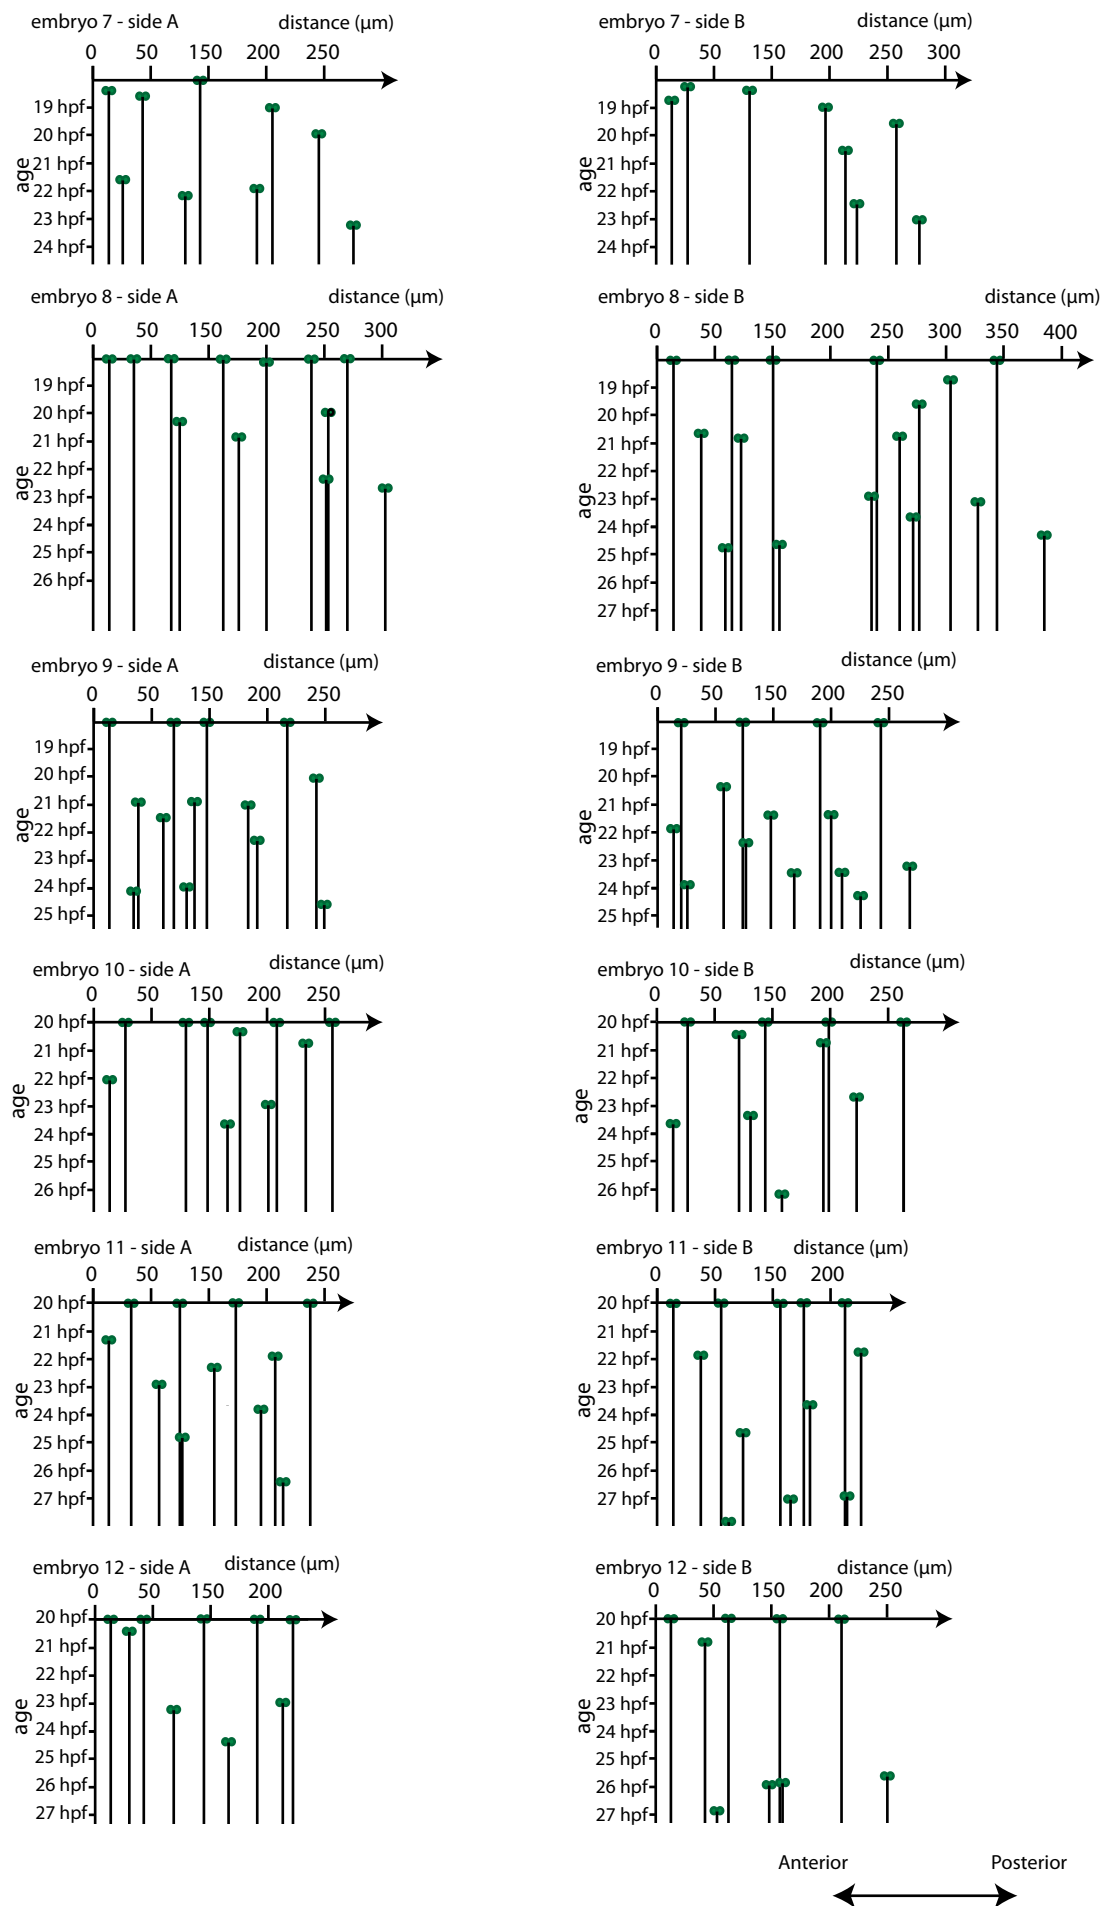 embryo 7 - side A distance (μm)
0 50 150 200 250
19 hpf
20 hpf
21 hpf
22 hpf
23 hpf
24 hpf
age
embryo 7 - side B distance (μm)
0 50 150 200 250 300
19 hpf
20 hpf
21 hpf
22 hpf
23 hpf
24 hpf
age
embryo 8 - side A distance (μm)
0 50 150 200 250 300
19 hpf
20 hpf
21 hpf
22 hpf
23 hpf
24 hpf
25 hpf
26 hpf
age
embryo 8 - side B distance (μm)
0 50 150 200 250 300 350 400
19 hpf
20 hpf
21 hpf
22 hpf
23 hpf
24 hpf
25 hpf
26 hpf
27 hpf
age
embryo 9 - side A distance (μm)
0 50 150 200 250
19 hpf
20 hpf
21 hpf
22 hpf
23 hpf
24 hpf
25 hpf
age
embryo 9 - side B distance (μm)
0 50 150 200 250
19 hpf
20 hpf
21 hpf
22 hpf
23 hpf
24 hpf
25 hpf
age
embryo 10 - side A distance (μm)
0 50 150 200 250
20 hpf
21 hpf
22 hpf
23 hpf
24 hpf
25 hpf
26 hpf
age
embryo 10 - side B distance (μm)
0 50 150 200 250
20 hpf
21 hpf
22 hpf
23 hpf
24 hpf
25 hpf
26 hpf
age
embryo 11 - side A distance (μm)
0 50 150 200 250
20 hpf
21 hpf
22 hpf
23 hpf
24 hpf
25 hpf
26 hpf
27 hpf
age
embryo 11 - side B distance (μm)
0 50 150 200
20 hpf
21 hpf
22 hpf
23 hpf
24 hpf
25 hpf
26 hpf
27 hpf
age
embryo 12 - side A distance (μm)
0 50 150 200
20 hpf
21 hpf
22 hpf
23 hpf
24 hpf
25 hpf
26 hpf
27 hpf
age
embryo 12 - side B distance (μm)
0 50 150 200 250
20 hpf
21 hpf
22 hpf
23 hpf
24 hpf
25 hpf
26 hpf
27 hpf
age
Anterior Posterior